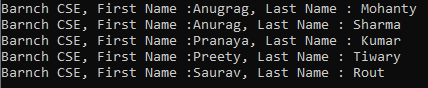 Barnch CSE, First Name :Anugrag, Last Name : Mohanty
Barnch CSE, First Name :Anurag, Last Name : Sharma
Barnch CSE, First Name :Pranaya, Last Name : Kumar
Barnch CSE, First Name :Preety, Last Name : Tiwary
Barnch CSE, First Name :Saurav, Last Name : Rout